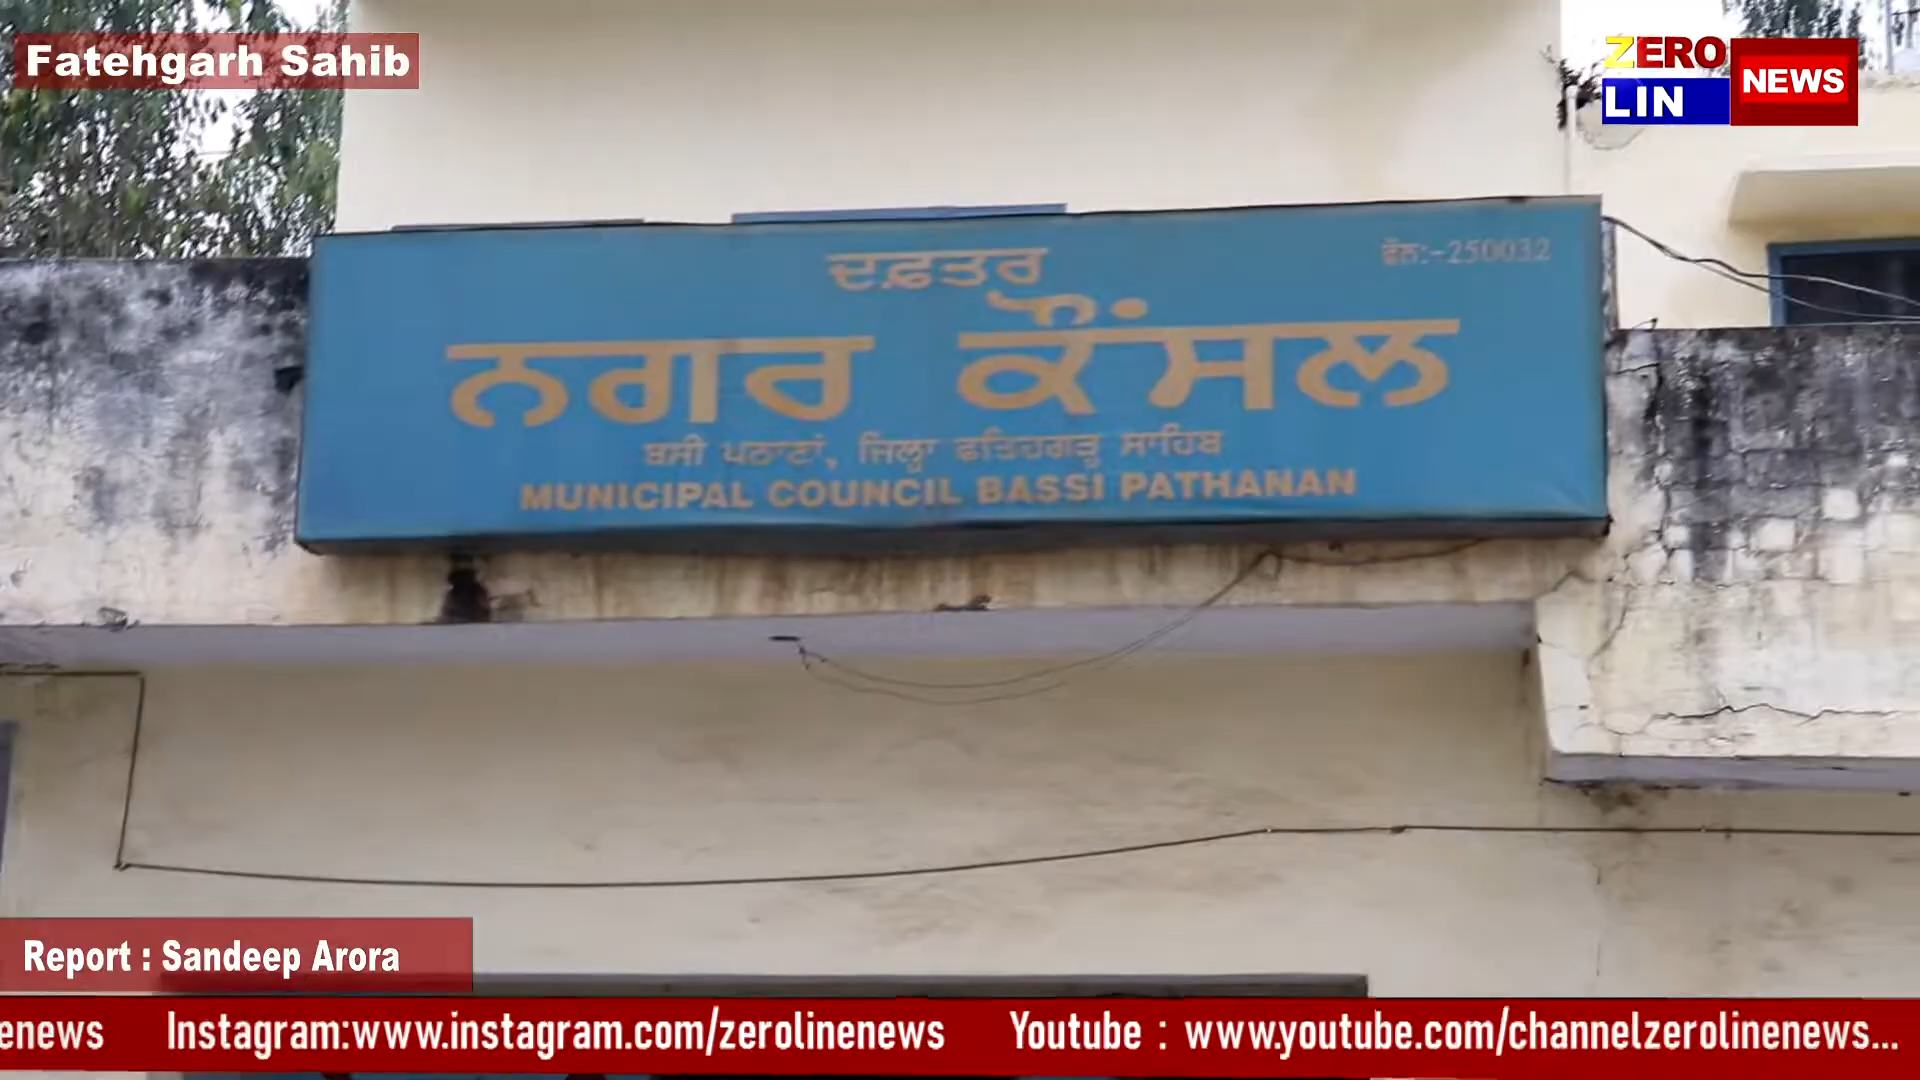 Fatehgarh Sahib
ZERO
LIN
NEWS
ਦਫ਼ਤਰ
ਫੋਨ:-250032
ਨਗਰ ਕੌਂਸਲ
ਬਸੀ ਪਠਾਣਾਂ, ਜਿਲ੍ਹਾ ਫਤਿਹਗੜ੍ਹ ਸਾਹਿਬ
MUNICIPAL COUNCIL BASSI PATHANAN
Report : Sandeep Arora
enews Instagram:www.instagram.com/zerolinenews Youtube : www.youtube.com/channelzerolinenews...